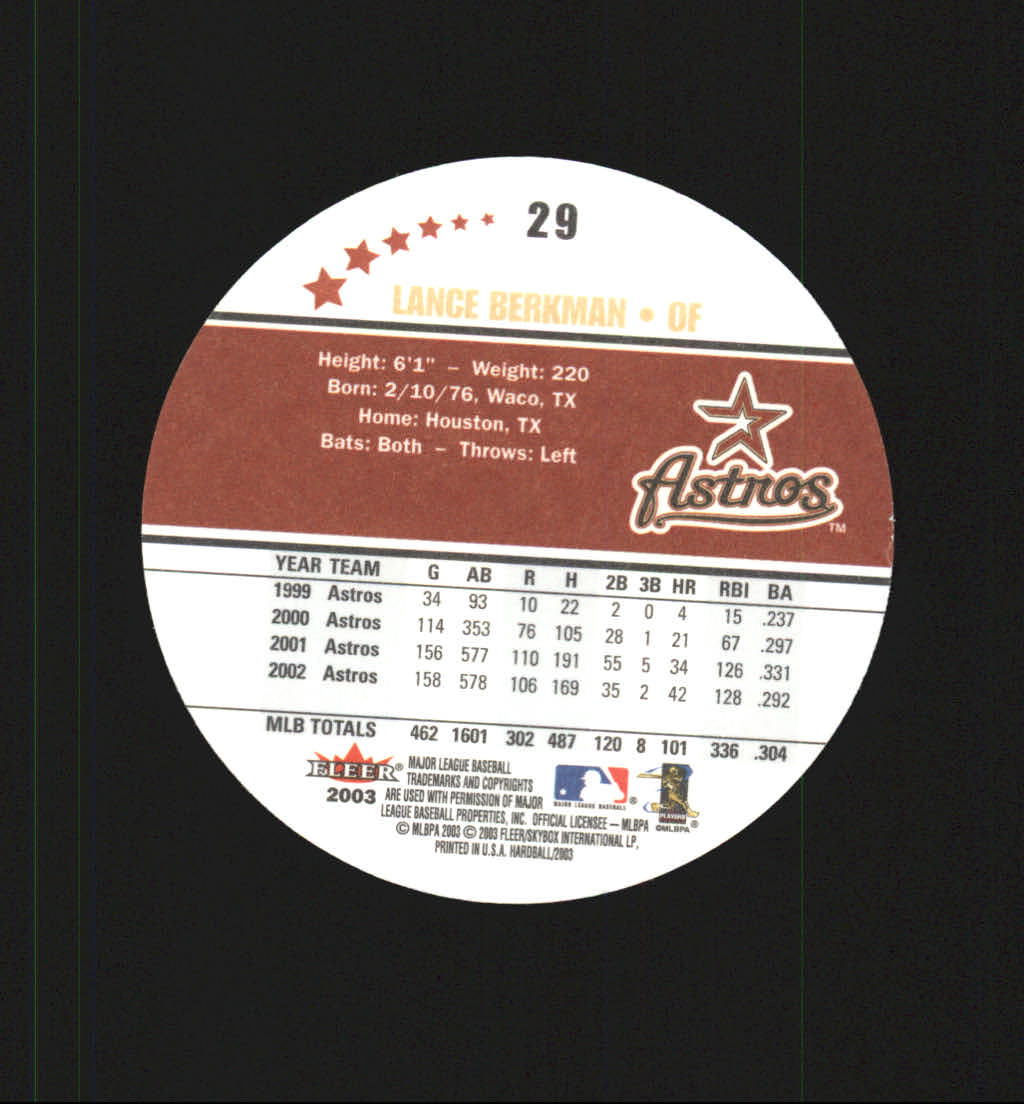 29
LANCE BERKMAN • OF
Height: 6'1" – Weight: 220
Born: 2/10/76, Waco, TX
Home: Houston, TX
Bats: Both – Throws: Left
Astros TM
YEAR TEAM G AB R H 2B 3B HR RBI BA
1999 Astros 34 93 10 22 2 0 4 15 .237
2000 Astros 114 353 76 105 28 1 21 67 .297
2001 Astros 156 577 110 191 55 5 34 126 .331
2002 Astros 158 578 106 169 35 2 42 128 .292
MLB TOTALS 462 1601 302 487 120 8 101 336 .304
FLEER®
2003
MAJOR LEAGUE BASEBALL
TRADEMARKS AND COPYRIGHTS
ARE USED WITH PERMISSION OF MAJOR
LEAGUE BASEBALL PROPERTIES, INC. OFFICIAL LICENSEE – MLBPA
© MLBPA 2003 © 2003 FLEER/SKYBOX INTERNATIONAL LP.
PRINTED IN U.S.A. HARDBALL/2003
MAJOR LEAGUE BASEBALL ®
PLAYERS
©MLBPA ®